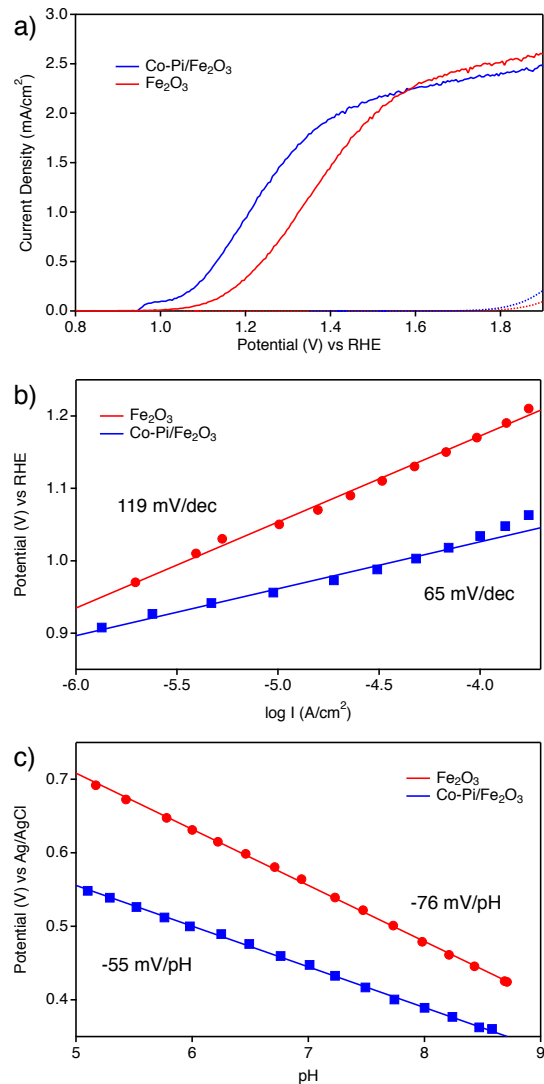 a)
Co-Pi/Fe₂O₃
Fe₂O₃
Current Density (mA/cm²)
3.0
2.5
2.0
1.5
1.0
0.5
0.0
0.8 1.0 1.2 1.4 1.6 1.8
Potential (V) vs RHE
b)
Fe₂O₃
Co-Pi/Fe₂O₃
119 mV/dec
65 mV/dec
Potential (V) vs RHE
1.2
1.1
1.0
0.9
-6.0 -5.5 -5.0 -4.5 -4.0
log I (A/cm²)
c)
Fe₂O₃
Co-Pi/Fe₂O₃
-76 mV/pH
-55 mV/pH
Potential (V) vs Ag/AgCl
0.7
0.6
0.5
0.4
5 6 7 8 9
pH